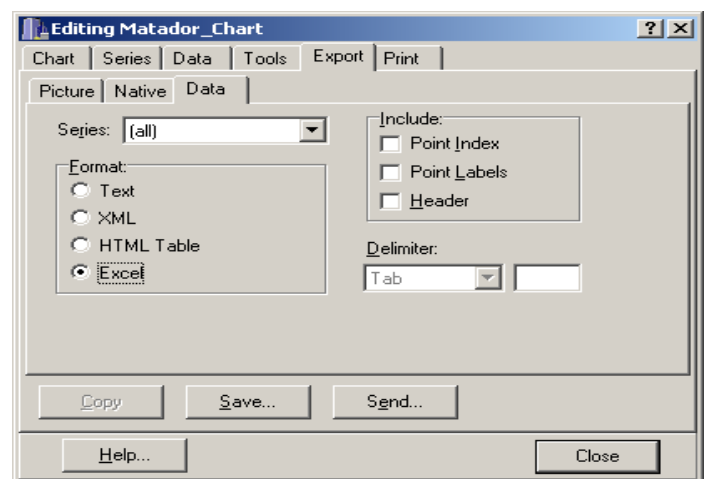 Editing Matador_Chart
Chart Series Data Tools Export Print
Picture Native Data
Series: (all)
Format:
Text
XML
HTML Table
Excel
Include:
Point Index
Point Labels
Header
Delimiter:
Tab
Copy Save... Send...
Help... Close